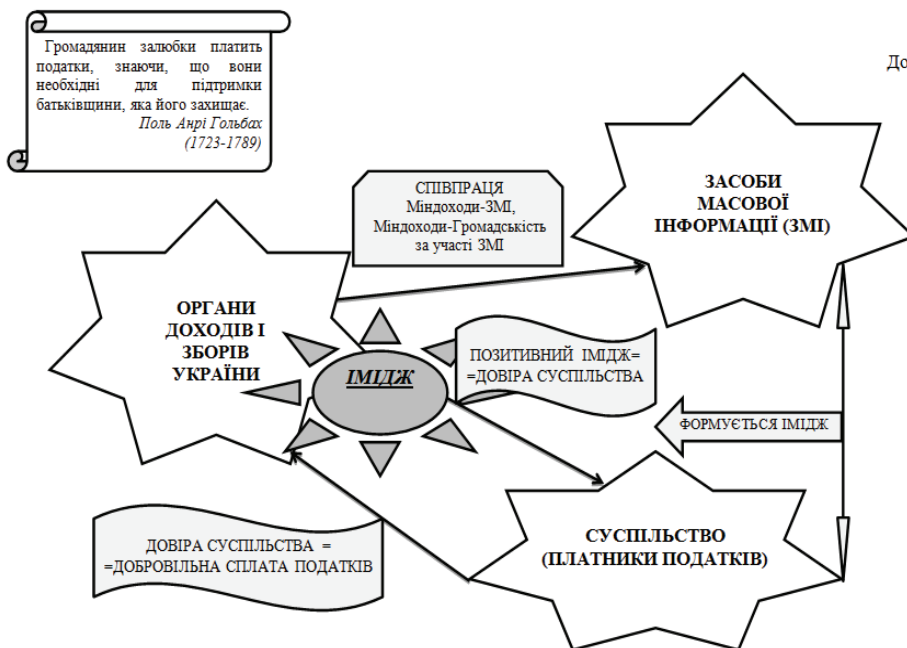 Громадянин залюбки платить
податки, знаючи, що вони
необхідні для підтримки
батьківщини, яка його захищає.
Поль Анрі Гольбах
(1723-1789)
До
ЗАСОБИ
МАСОВОЇ
ІНФОРМАЦІЇ (ЗМІ)
СПІВПРАЦЯ
Міндоходи-ЗМІ,
Міндоходи-Громадськість
за участі ЗМІ
ОРГАНИ
ДОХОДІВ І
ЗБОРІВ
УКРАЇНИ
ІМІДЖ
ПОЗИТИВНИЙ ІМІДЖ=
=ДОВІРА СУСПІЛЬСТВА
ФОРМУЄТЬСЯ ІМІДЖ
СУСПІЛЬСТВО
(ПЛАТНИКИ ПОДАТКІВ)
ДОВІРА СУСПІЛЬСТВА =
=ДОБРОВІЛЬНА СПЛАТА ПОДАТКІВ